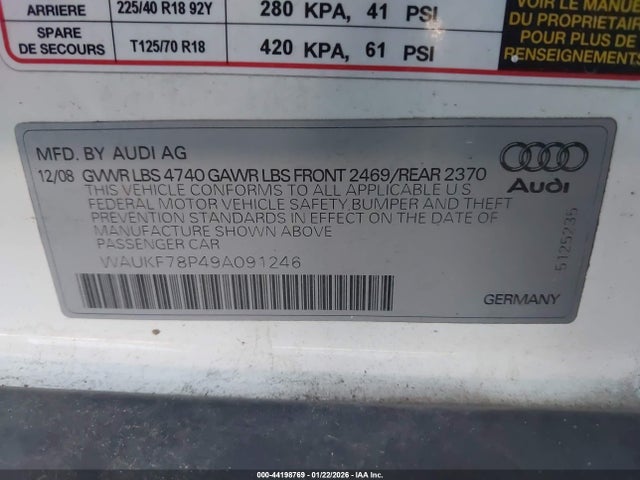 ARRIERE 225/40 R18 92Y 280 KPA, 41 PSI
SPARE
DE SECOURS T125/70 R18 420 KPA, 61 PSI
VOIR LE MANUEL
DU PROPRIETAIRE
POUR PLUS DE
RENSEIGNEMENTS
MFD. BY AUDI AG
12/08 GVWR LBS 4740 GAWR LBS FRONT 2469/REAR 2370
THIS VEHICLE CONFORMS TO ALL APPLICABLE U S
FEDERAL MOTOR VEHICLE SAFETY, BUMPER AND THEFT
PREVENTION STANDARDS IN EFFECT ON THE DATE OF
MANUFACTURE SHOWN ABOVE
PASSENGER CAR
WAUKF78P49A091246
Audi
5125235
GERMANY
000-44198769 - 01/22/2026 - IAA, Inc.